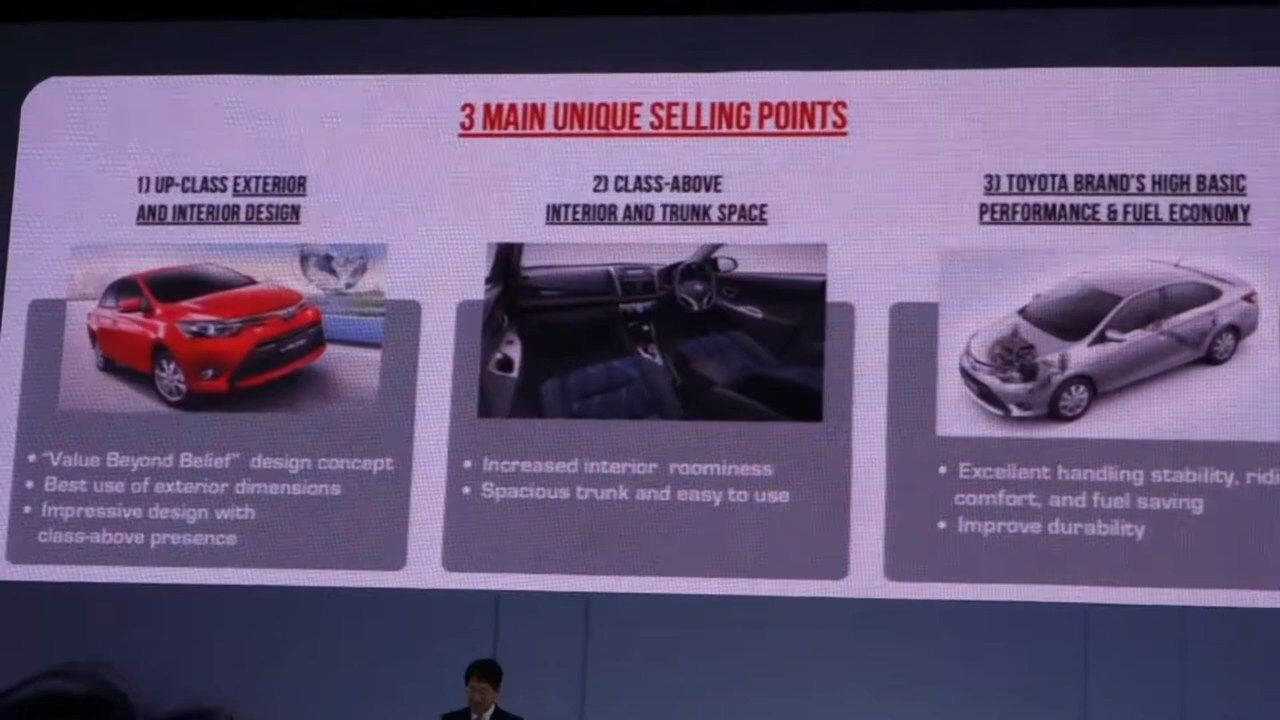 3 MAIN UNIQUE SELLING POINTS
1) UP-CLASS EXTERIOR
AND INTERIOR DESIGN
• "Value Beyond Belief" design concept
• Best use of exterior dimensions
• Impressive design with
class-above presence
2) CLASS-ABOVE
INTERIOR AND TRUNK SPACE
• Increased interior roominess
• Spacious trunk and easy to use
3) TOYOTA BRAND'S HIGH BASIC
PERFORMANCE & FUEL ECONOMY
• Excellent handling stability,
comfort, and fuel saving
• Improve durability